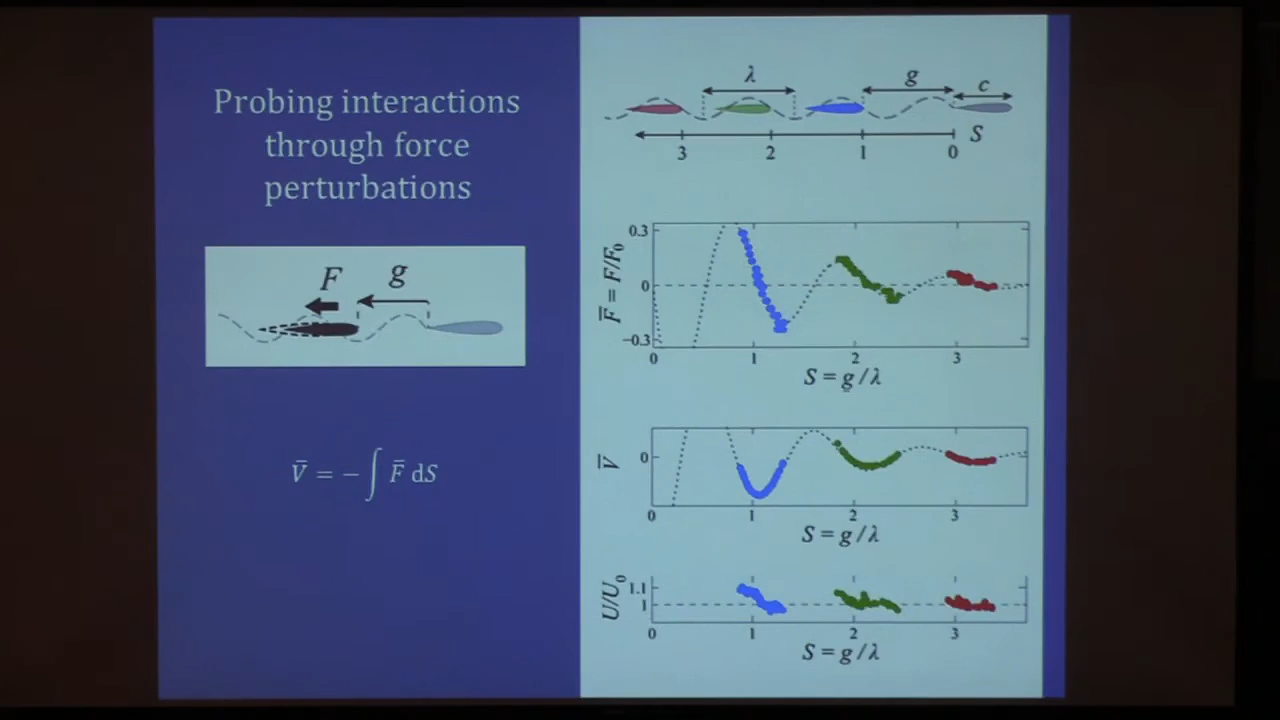 Probing interactions
through force
perturbations
F g
V̄ = − ∫ F̄ dS
λ g c
S
3 2 1 0
F̄ = F/F₀
0.3
0
−0.3
0 1 2 3
S = g/λ
V̄
0
0 1 2 3
S = g/λ
U/U₀
1.1
1
0 1 2 3
S = g/λ